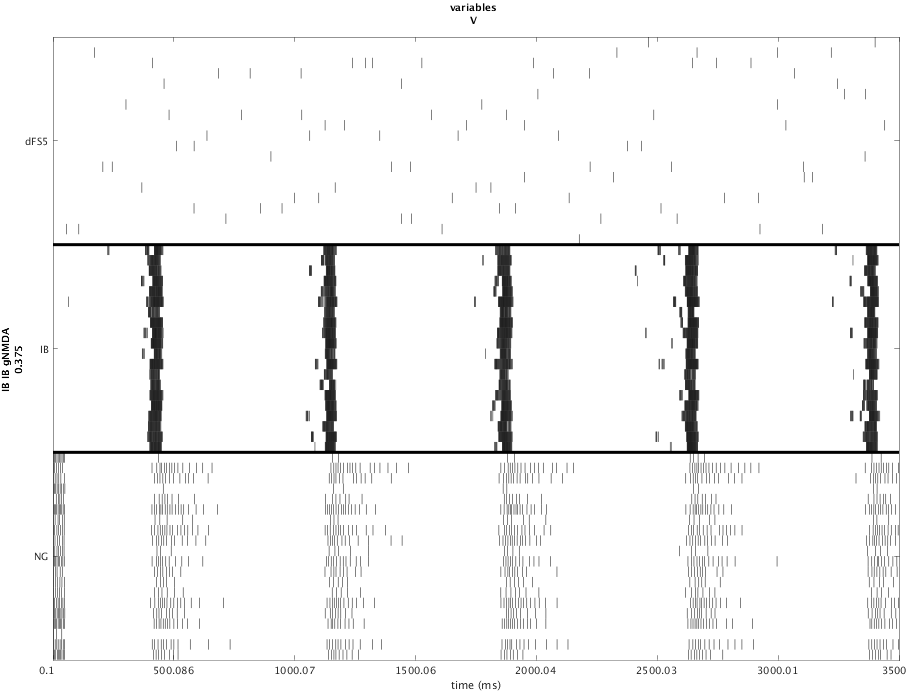 variables
V
dFS5
IB IB gNMDA
0.375
IB
NG
0.1 500.086 1000.07 1500.06 2000.04 2500.03 3000.01 3500
time (ms)